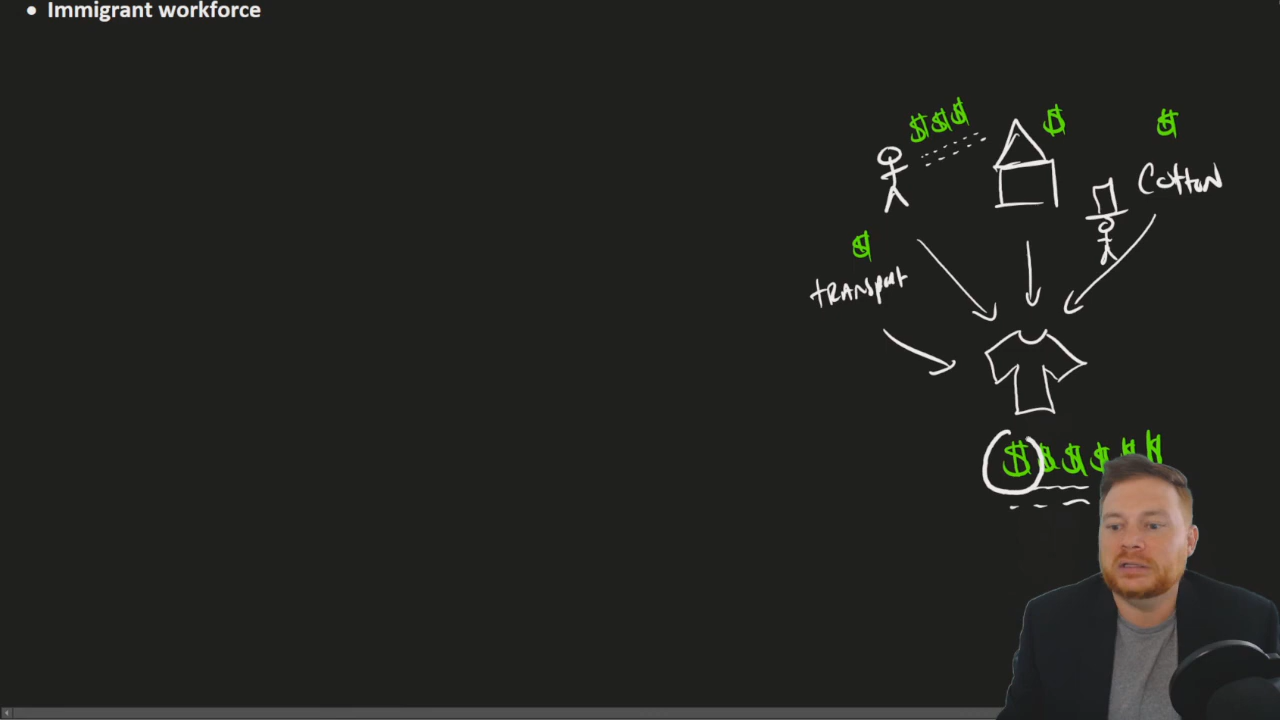 • Immigrant workforce
$$$ $ $
Cotton
$
transport
$$$$$$